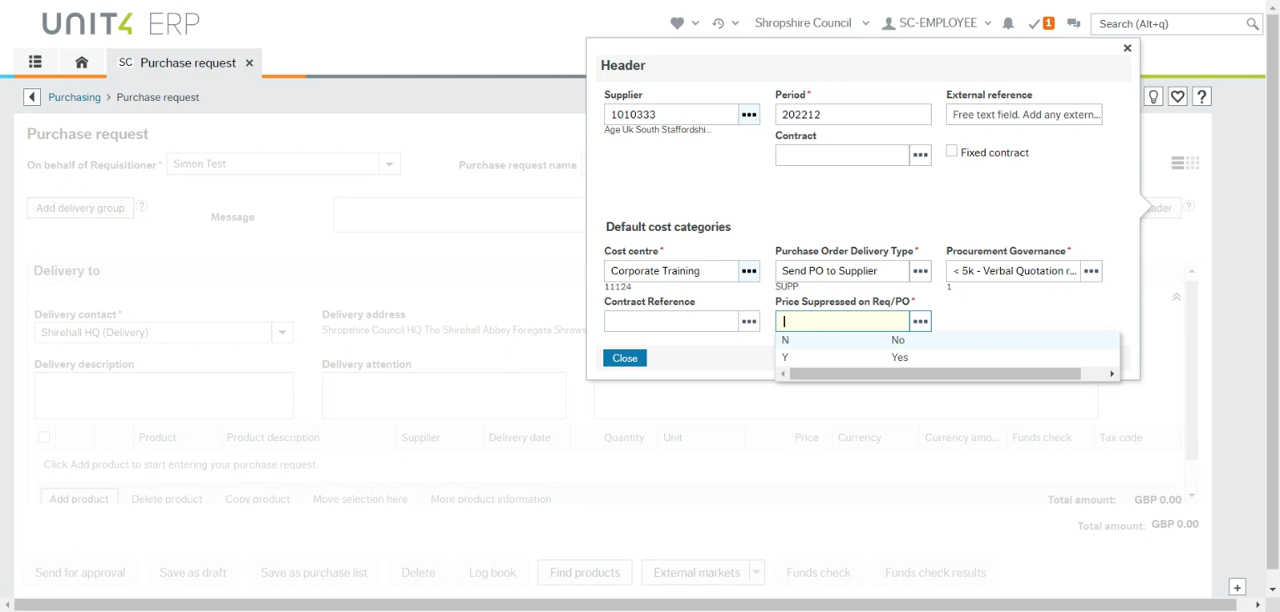 UNIT4 ERP
Shropshire Council
SC-EMPLOYEE
1
Search (Alt+q)
SC Purchase request
Purchasing > Purchase request
Purchase request
On behalf of Requisitioner*
Simon Test
Purchase request name
Add delivery group
?
Message
Header
Supplier
1010333
Age Uk South Staffordshi...
Period*
202212
External reference
Free text field. Add any extern...
Contract
Fixed contract
Default cost categories
Cost centre*
Corporate Training
11124
Purchase Order Delivery Type*
Send PO to Supplier
SUPP
Procurement Governance*
< 5k - Verbal Quotation r...
1
Contract Reference
Price Suppressed on Req/PO*
N No
Y Yes
Close
?
ader ?
Delivery to
Delivery contact*
Shirehall HQ (Delivery)
Delivery address
Shropshire Council HQ The Shirehall Abbey Foregate Shrews
Delivery description
Delivery attention
Product Product description Supplier Delivery date Quantity Unit Price Currency Currency amo... Funds check Tax code
Click Add product to start entering your purchase request.
Add product Delete product Copy product Move selection here More product information
Total amount: GBP 0.00
Total amount: GBP 0.00
Send for approval Save as draft Save as purchase list Delete Log book Find products External markets Funds check Funds check results